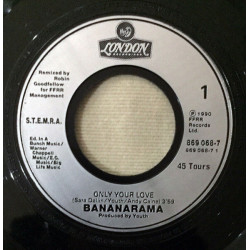 LONDON
RECORDINGS
Remixed by
Robin
Goodfellow for
FFRR
Management
S.T.E.M.R.A.
Ed. In A
Bunch Music/
Warner
Chappell
Music/E.G.
Music/Big
Life Music
1
℗ 1990
FFRR
Records
Ltd.
869 068-7
869 068-7 1
45 Tours
ONLY YOUR LOVE
(Sara Dallin/Youth/Andy Caine) 3'58
BANANARAMA
Produced by Youth